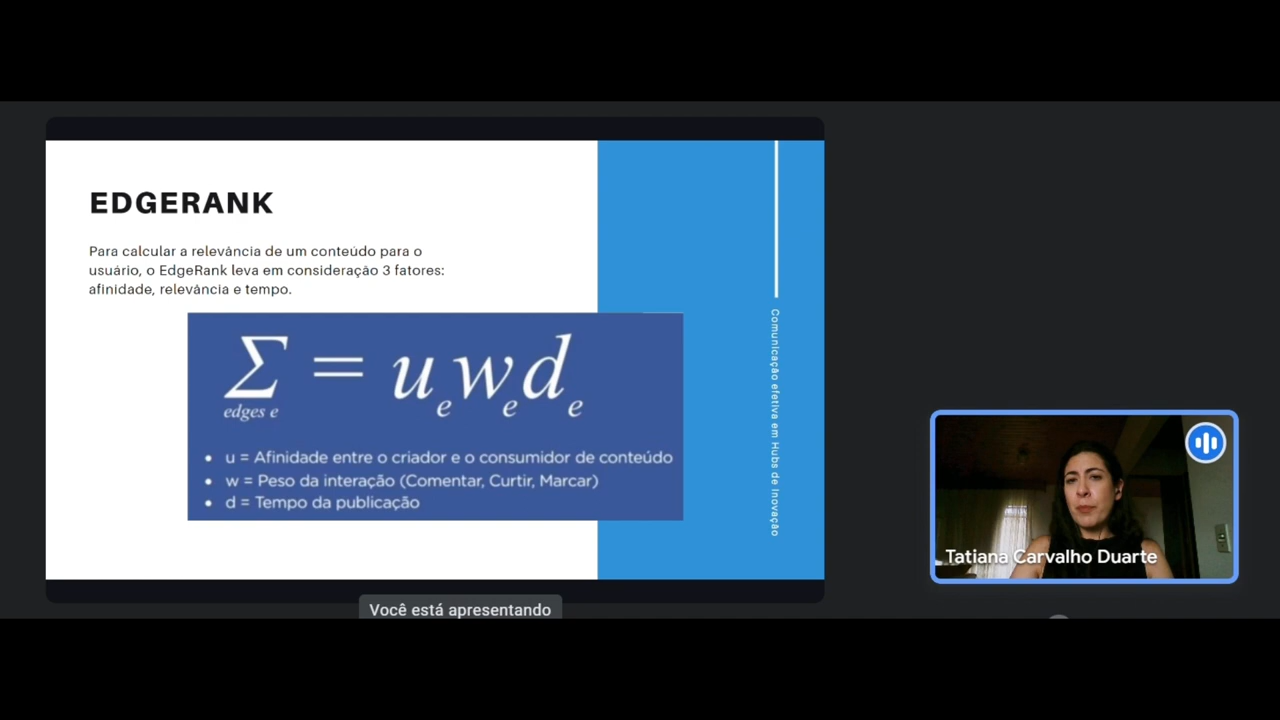 EDGERANK
Para calcular a relevância de um conteúdo para o
usuário, o EdgeRank leva em consideração 3 fatores:
afinidade, relevância e tempo.
Σ = uₑwₑdₑ
edges e
• u = Afinidade entre o criador e o consumidor de conteúdo
• w = Peso da interação (Comentar, Curtir, Marcar)
• d = Tempo da publicação
Comunicação efetiva em Hubs de Inovação
Tatiana Carvalho Duarte
Você está apresentando